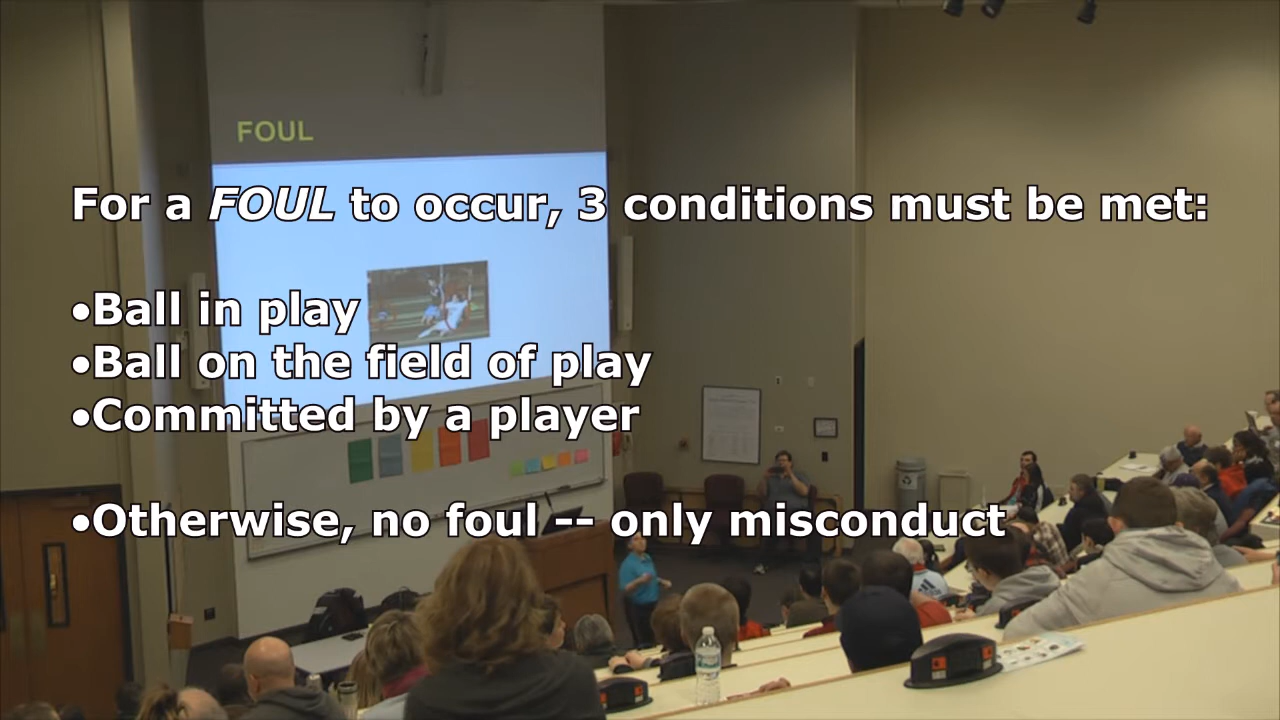 FOUL
For a FOUL to occur, 3 conditions must be met:
•Ball in play
•Ball on the field of play
•Committed by a player
•Otherwise, no foul -- only misconduct